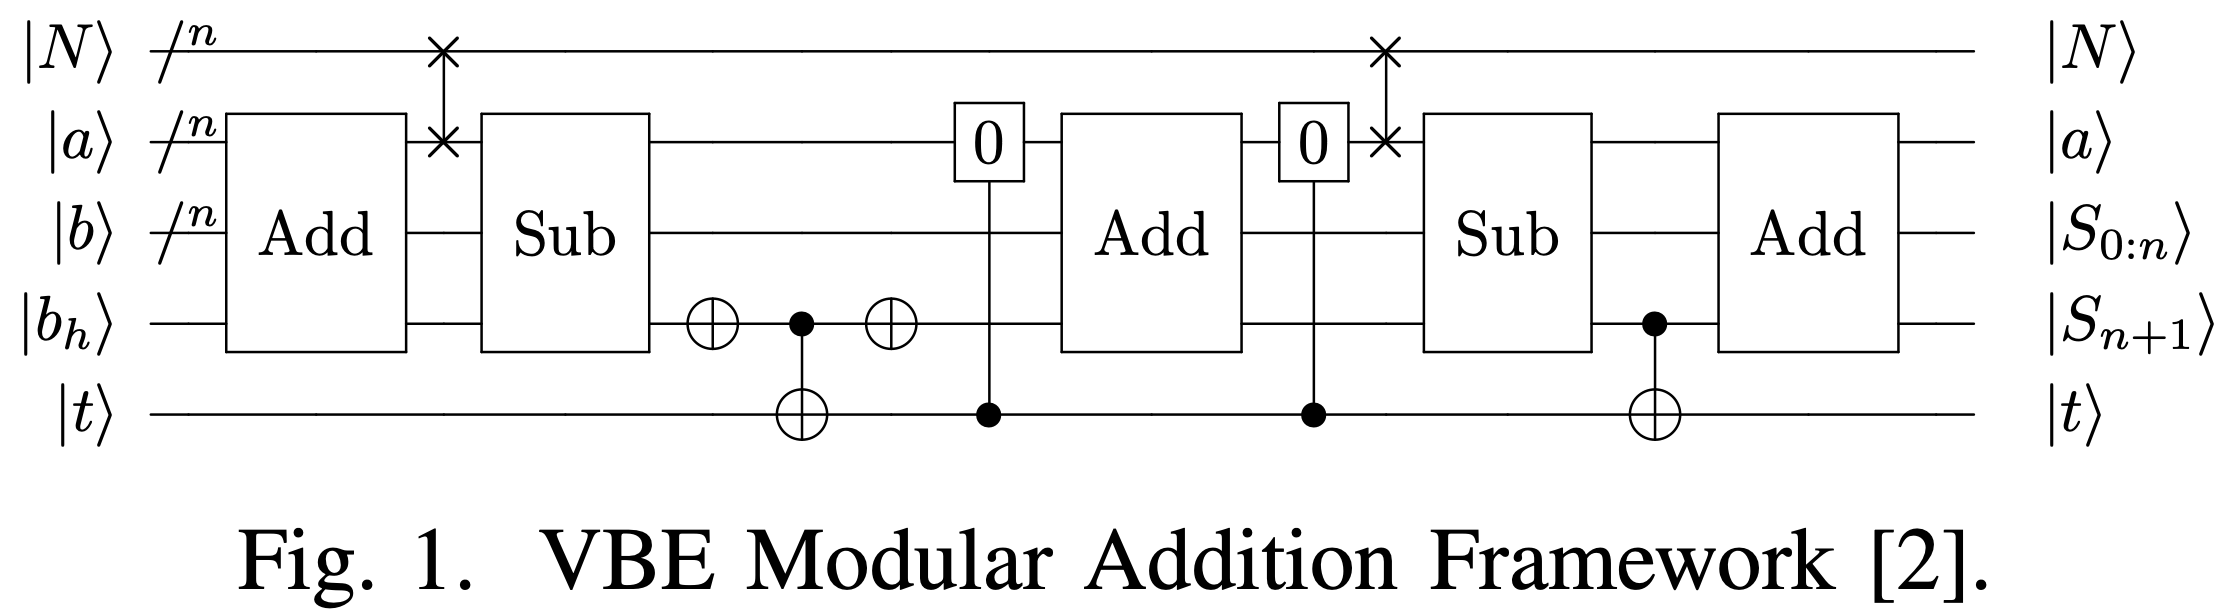 |N⟩ n |N⟩
|a⟩ n 0 0 |a⟩
|b⟩ n Add Sub Add Sub Add |S₀:ₙ⟩
|bₕ⟩ |Sₙ₊₁⟩
|t⟩ |t⟩
Fig. 1. VBE Modular Addition Framework [2].